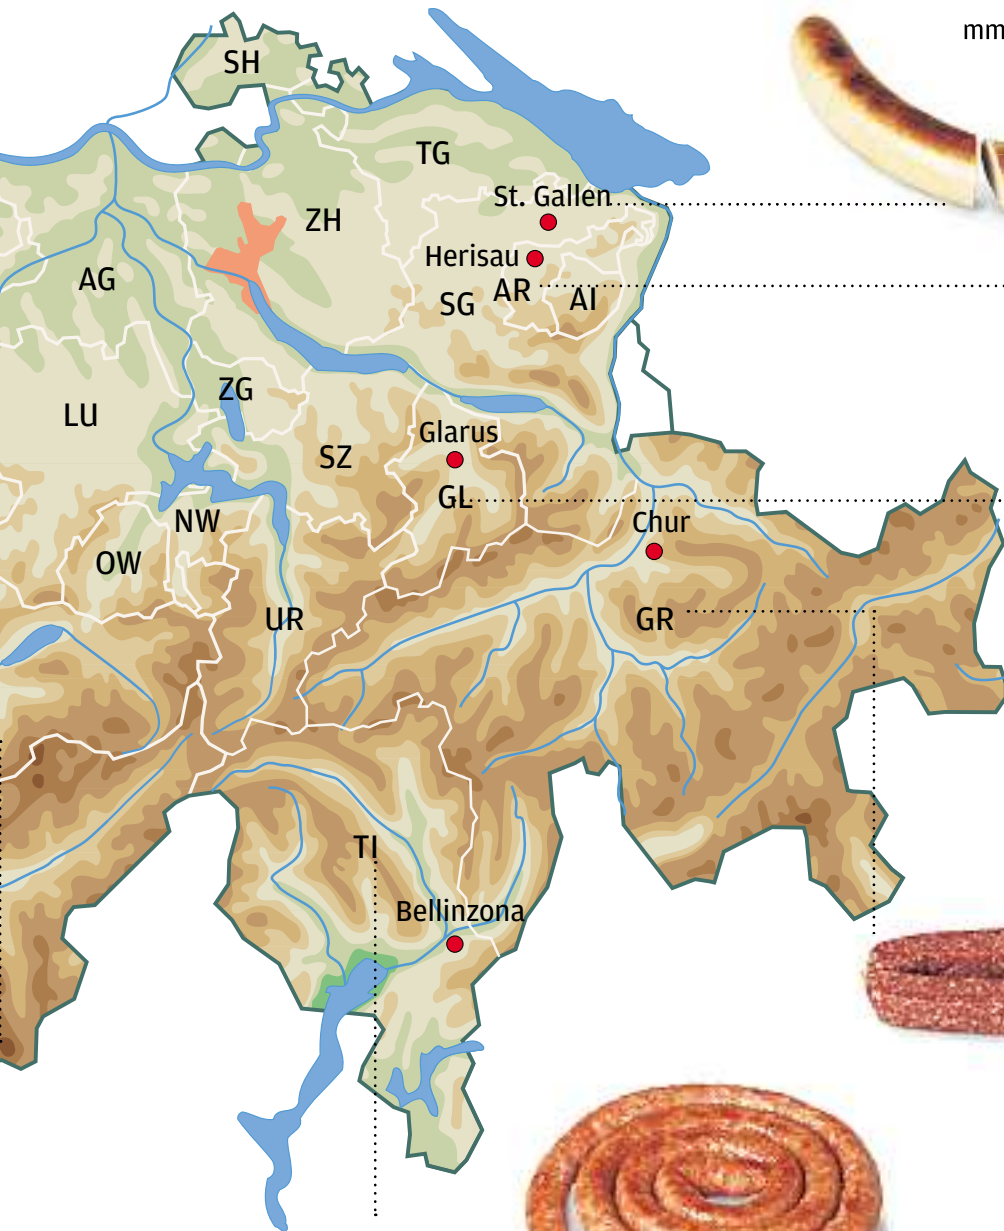 mm
SH
TG
St. Gallen
ZH
Herisau
AG
AR
AI
SG
ZG
LU
Glarus
SZ
GL
NW
Chur
OW
UR
GR
TI
Bellinzona